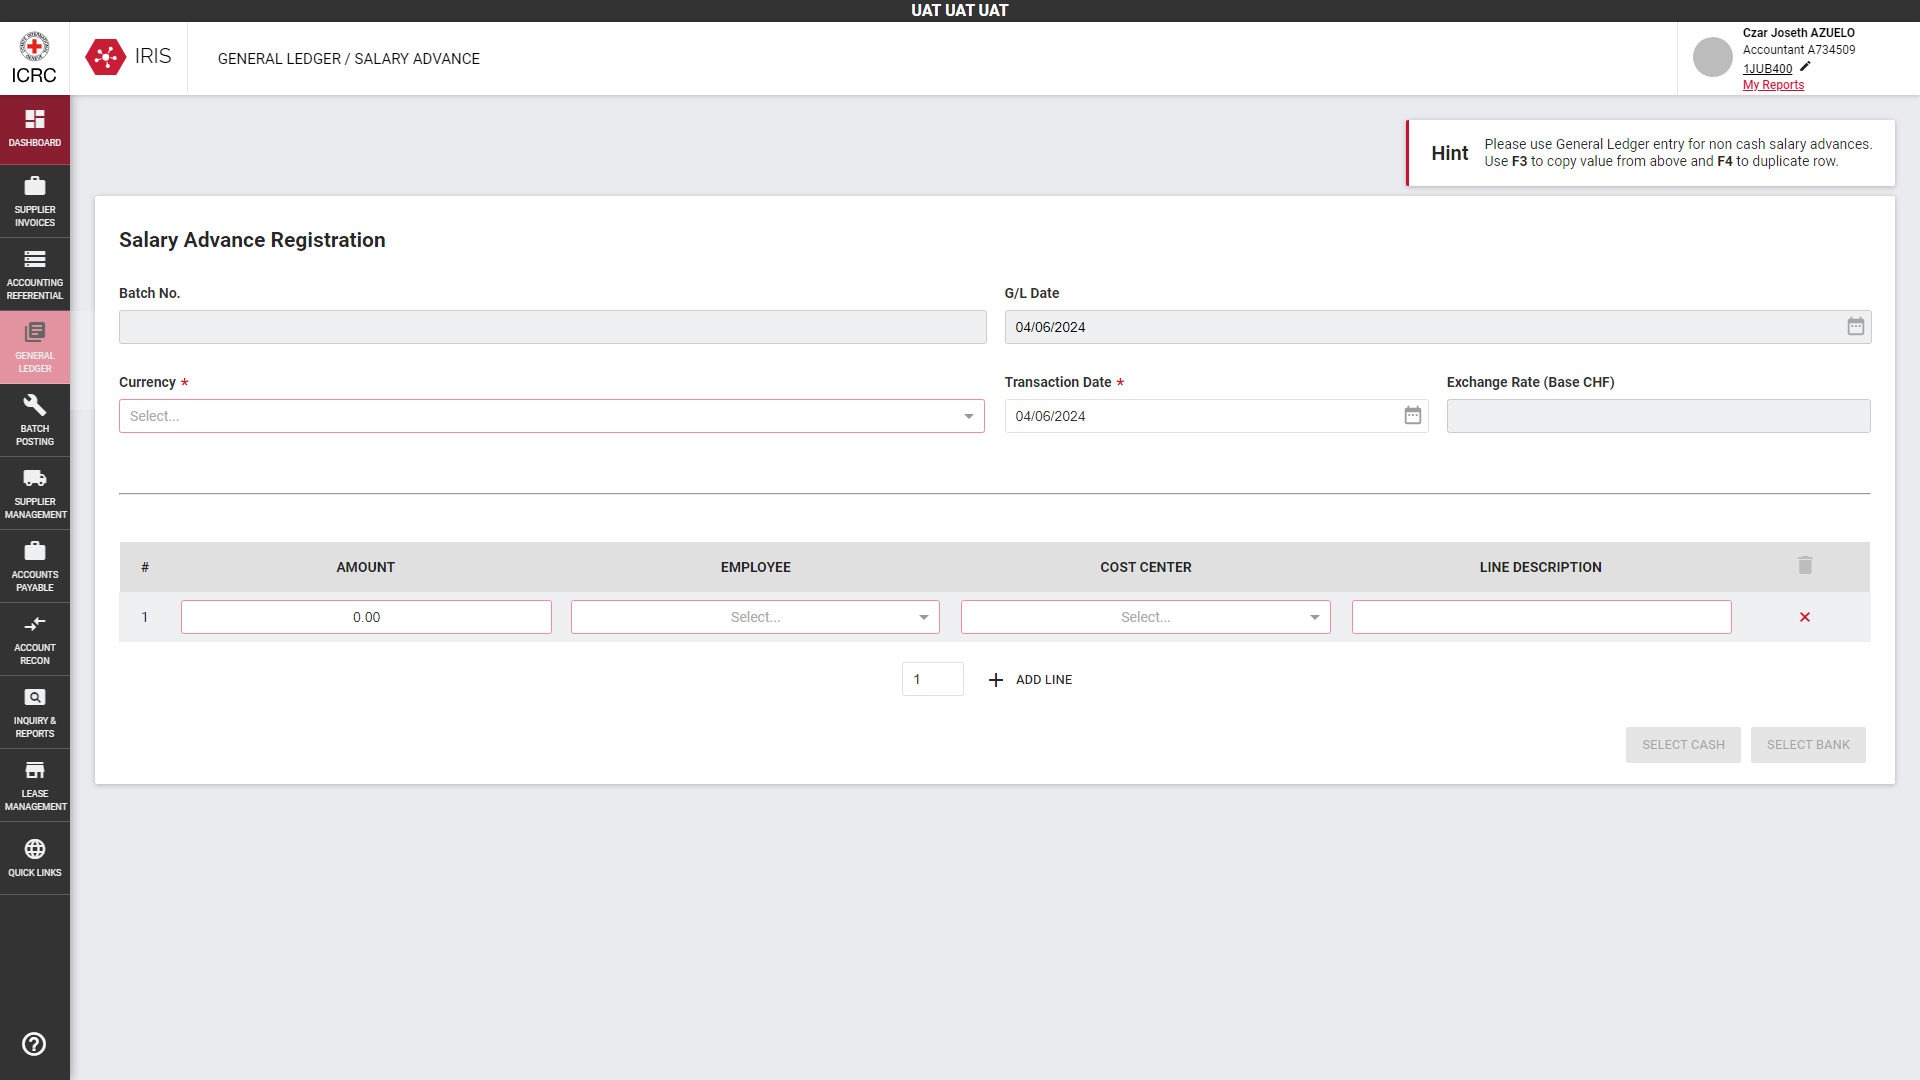 UAT UAT UAT
ICRC
IRIS
GENERAL LEDGER / SALARY ADVANCE
Czar Joseth AZUELO
Accountant A734509
1JUB400
My Reports
DASHBOARD
SUPPLIER
INVOICES
ACCOUNTING
REFERENTIAL
GENERAL
LEDGER
BATCH
POSTING
SUPPLIER
MANAGEMENT
ACCOUNTS
PAYABLE
ACCOUNT
RECON
INQUIRY &
REPORTS
LEASE
MANAGEMENT
QUICK LINKS
Hint
Please use General Ledger entry for non cash salary advances.
Use F3 to copy value from above and F4 to duplicate row.
Salary Advance Registration
Batch No.
G/L Date
04/06/2024
Currency *
Transaction Date *
Exchange Rate (Base CHF)
Select...
04/06/2024
# AMOUNT EMPLOYEE COST CENTER LINE DESCRIPTION
1 0.00 Select... Select...
1 ADD LINE
SELECT CASH SELECT BANK